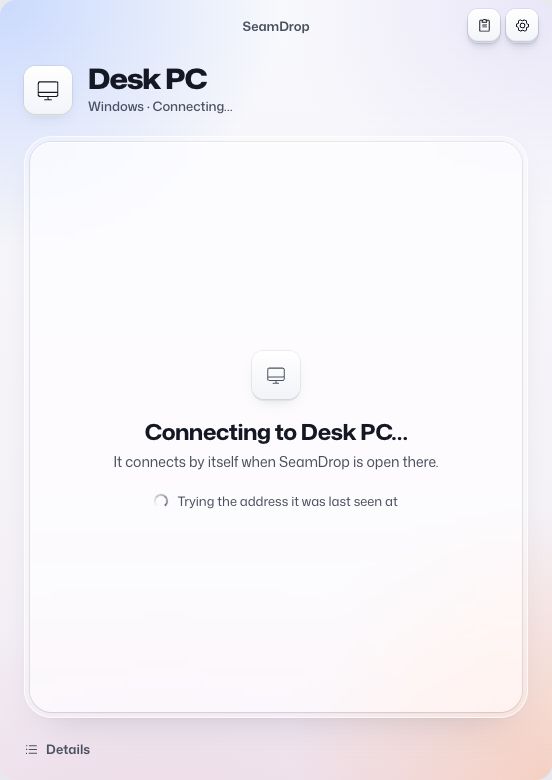 SeamDrop
Desk PC
Windows · Connecting...
Connecting to Desk PC...
It connects by itself when SeamDrop is open there.
Trying the address it was last seen at
Details